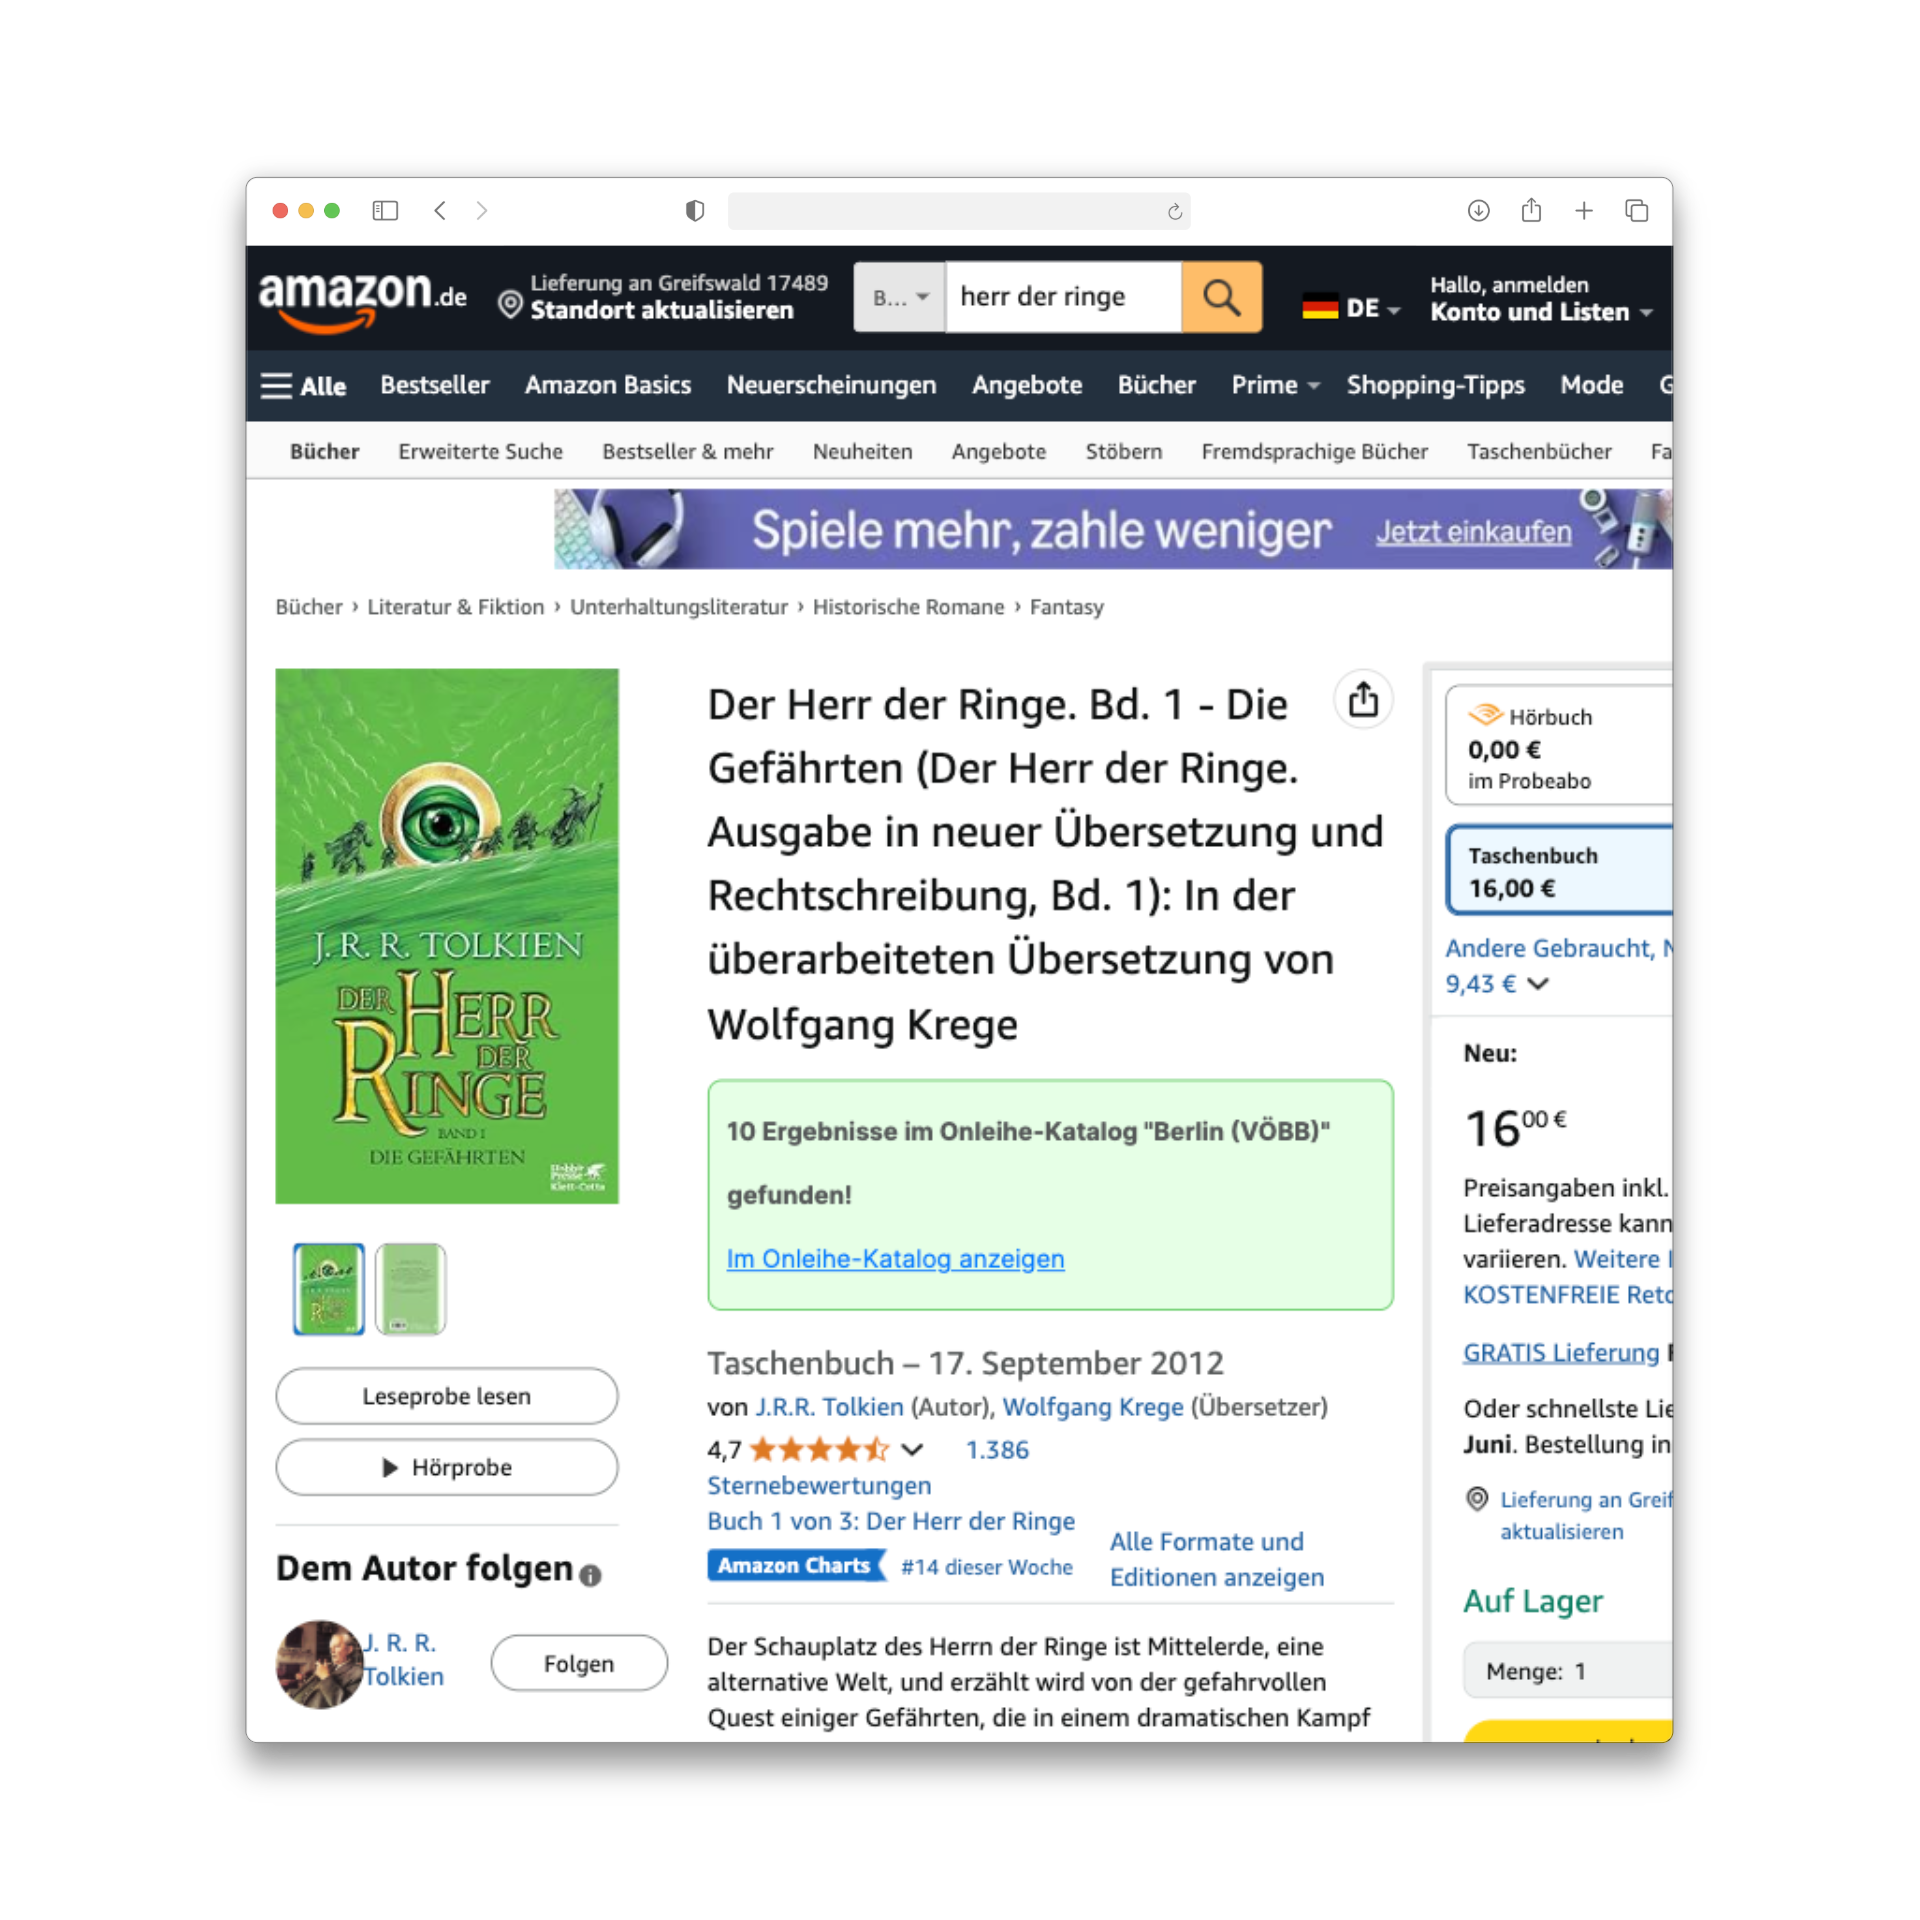 amazon.de
Lieferung an Greifswald 17489
Standort aktualisieren
B...
herr der ringe
DE
Hallo, anmelden
Konto und Listen
Alle
Bestseller
Amazon Basics
Neuerscheinungen
Angebote
Bücher
Prime
Shopping-Tipps
Mode
Bücher
Erweiterte Suche
Bestseller & mehr
Neuheiten
Angebote
Stöbern
Fremdsprachige Bücher
Taschenbücher
Fa
Spiele mehr, zahle weniger
Jetzt einkaufen
Bücher › Literatur & Fiktion › Unterhaltungsliteratur › Historische Romane › Fantasy
J. R. R. TOLKIEN
DER HERR
DER
RINGE
BAND 1
DIE GEFÄHRTEN
Hobbit
Presse
Klett-Cotta
Leseprobe lesen
Hörprobe
Dem Autor folgen
J. R. R.
Tolkien
Folgen
Der Herr der Ringe. Bd. 1 - Die
Gefährten (Der Herr der Ringe.
Ausgabe in neuer Übersetzung und
Rechtschreibung, Bd. 1): In der
überarbeiteten Übersetzung von
Wolfgang Krege
10 Ergebnisse im Onleihe-Katalog "Berlin (VÖBB)"
gefunden!
Im Onleihe-Katalog anzeigen
Taschenbuch – 17. September 2012
von J.R.R. Tolkien (Autor), Wolfgang Krege (Übersetzer)
4,7 1.386
Sternebewertungen
Buch 1 von 3: Der Herr der Ringe
Amazon Charts #14 dieser Woche
Alle Formate und
Editionen anzeigen
Der Schauplatz des Herrn der Ringe ist Mittelerde, eine
alternative Welt, und erzählt wird von der gefahrvollen
Quest einiger Gefährten, die in einem dramatischen Kampf
Hörbuch
0,00 €
im Probeabo
Taschenbuch
16,00 €
Andere Gebraucht, N
9,43 €
Neu:
1600 €
Preisangaben inkl.
Lieferadresse kann
variieren. Weitere
KOSTENFREIE Reto
GRATIS Lieferung
Oder schnellste Lie
Juni. Bestellung in
Lieferung an Greif
aktualisieren
Auf Lager
Menge: 1